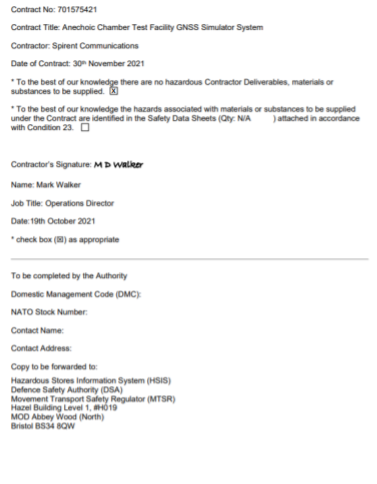 Contract No: 701575421
Contract Title: Anechoic Chamber Test Facility GNSS Simulator System
Contractor: Spirent Communications
Date of Contract: 30th November 2021
* To the best of our knowledge there are no hazardous Contractor Deliverables, materials or
substances to be supplied. ☒
* To the best of our knowledge the hazards associated with materials or substances to be supplied
under the Contract are identified in the Safety Data Sheets (Qty: N/A ) attached in accordance
with Condition 23. ☐
Contractor's Signature: M D Walker
Name: Mark Walker
Job Title: Operations Director
Date:19th October 2021
* check box (☒) as appropriate
To be completed by the Authority
Domestic Management Code (DMC):
NATO Stock Number:
Contact Name:
Contact Address:
Copy to be forwarded to:
Hazardous Stores Information System (HSIS)
Defence Safety Authority (DSA)
Movement Transport Safety Regulator (MTSR)
Hazel Building Level 1, #H019
MOD Abbey Wood (North)
Bristol BS34 8QW